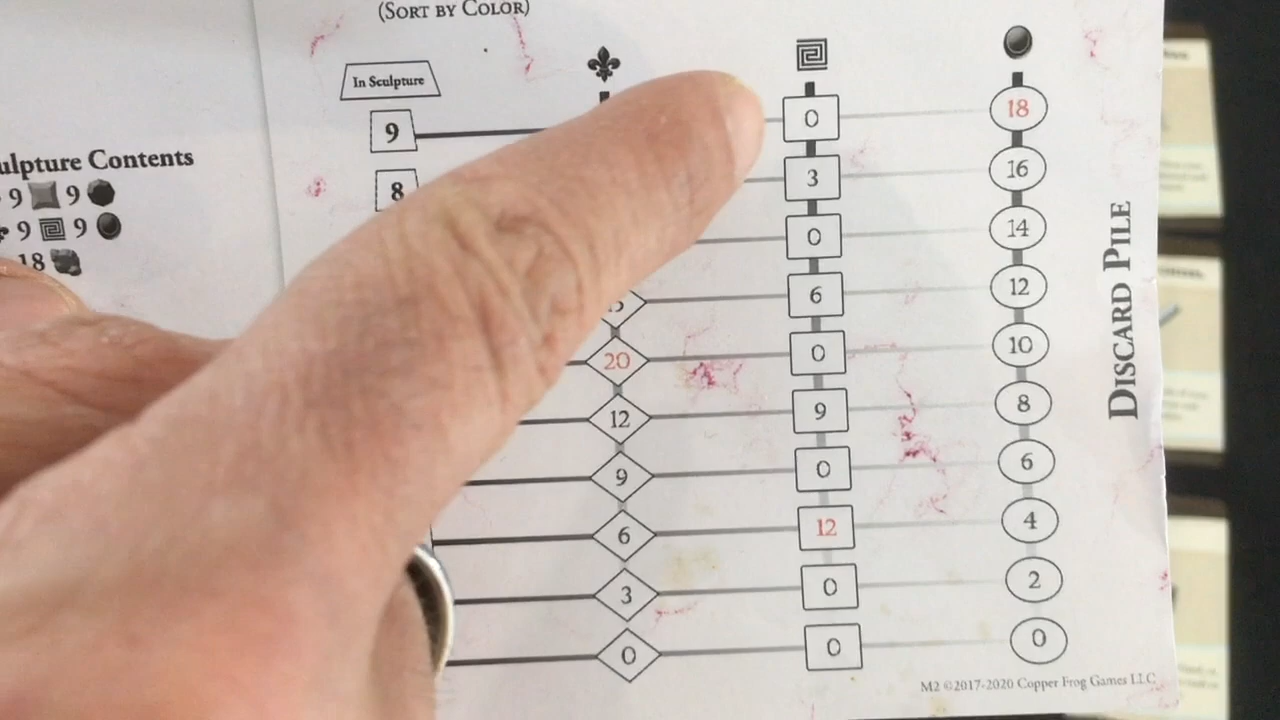 (Sort by Color)
In Sculpture
9 0 18
8 3 16
0 14
6 12
20 0 10
12 9 8
9 0 6
6 12 4
3 0 2
0 0 0
Contents
9 9
9 9
18
Discard Pile
M2 ©2017-2020 Copper Frog Games LLC